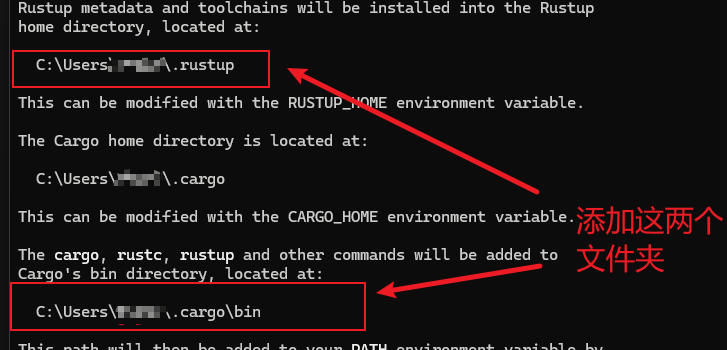 Rustup metadata and toolchains will be installed into the Rustup
home directory, located at:
C:\Users\.rustup
This can be modified with the RUSTUP_HOME environment variable.
The Cargo home directory is located at:
C:\Users\\.cargo
This can be modified with the CARGO_HOME environment variable.
添加这两个
文件夹
The cargo, rustc, rustup and other commands will be added to
Cargo's bin directory, located at:
C:\Users\\.cargo\bin
This path will then be added to your PATH environment variable by